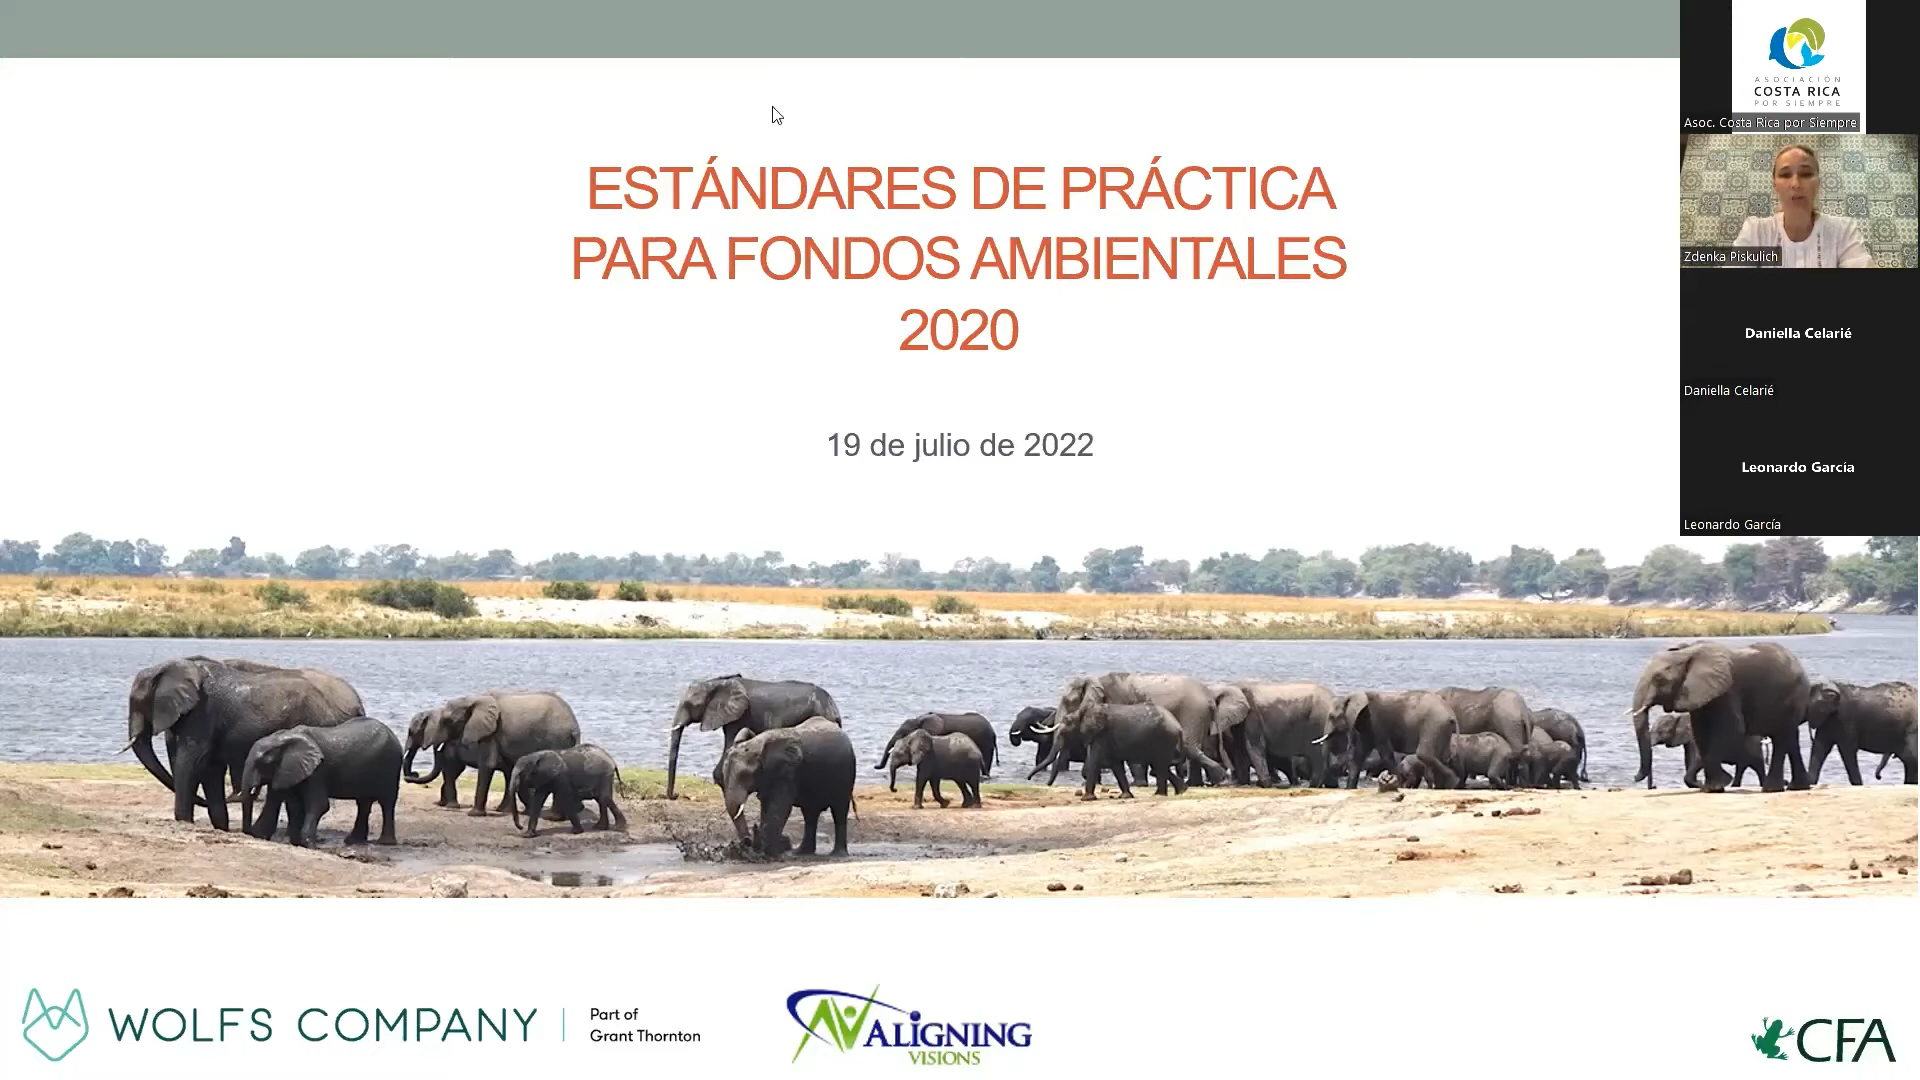 ESTÁNDARES DE PRÁCTICA
PARA FONDOS AMBIENTALES
2020
19 de julio de 2022
ASOCIACIÓN
COSTA RICA
POR SIEMPRE
Asoc. Costa Rica por Siempre
Zdenka Piskulich
Daniella Celarié
Daniella Celarié
Leonardo García
Leonardo García
WOLFS COMPANY
Part of
Grant Thornton
ALIGNING
VISIONS
CFA